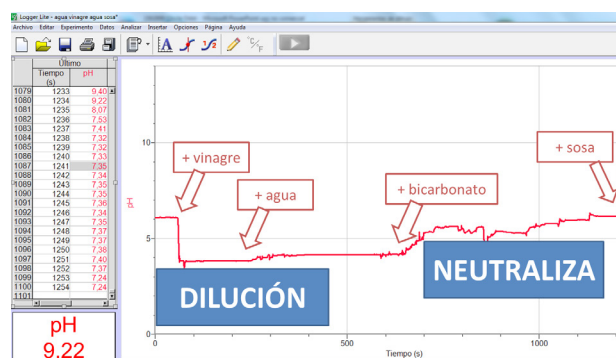 Logger Lite - agua vinagre agua sosa*
Archivo Editar Experimento Datos Analizar Insertar Opciones Página Ayuda
Último
Tiempo (s) pH
1079 1233 9,40
1080 1234 9,22
1081 1235 8,07
1082 1236 7,53
1083 1237 7,41
1084 1238 7,32
1085 1239 7,32
1086 1240 7,33
1087 1241 7,35
1088 1242 7,34
1089 1243 7,35
1090 1244 7,35
1091 1245 7,36
1092 1246 7,34
1093 1247 7,35
1094 1248 7,37
1095 1249 7,37
1096 1250 7,38
1097 1251 7,40
1098 1252 7,37
1099 1253 7,24
1100 1254 7,24
1101
pH
9,22
pH
10
5
0
0
500
1000
Tiempo (s)
+ vinagre
+ agua
+ bicarbonato
+ sosa
DILUCIÓN
NEUTRALIZA